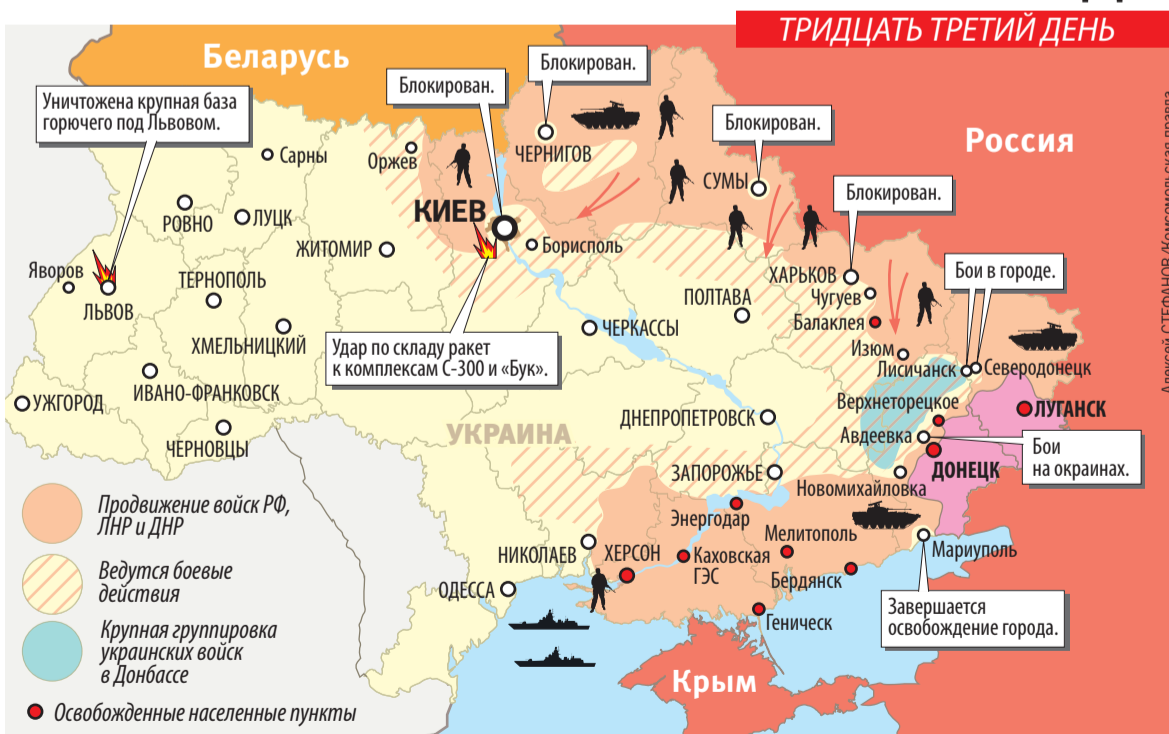 ТРИДЦАТЬ ТРЕТИЙ ДЕНЬ
Беларусь
Россия
Уничтожена крупная база
горючего под Львовом.
Блокирован.
Блокирован.
Блокирован.
Блокирован.
Сарны
Оржев
ЧЕРНИГОВ
СУМЫ
РОВНО
ЛУЦК
КИЕВ
ЖИТОМИР
Борисполь
Яворов
ЛЬВОВ
ТЕРНОПОЛЬ
ХМЕЛЬНИЦКИЙ
ПОЛТАВА
ХАРЬКОВ
Чугуев
Балаклея
Бои в городе.
ЧЕРКАССЫ
Удар по складу ракет
к комплексам С-300 и «Бук».
Изюм
Лисичанск
Северодонецк
ИВАНО-ФРАНКОВСК
УЖГОРОД
ЧЕРНОВЦЫ
УКРАИНА
ДНЕПРОПЕТРОВСК
Верхнеторецкое
ЛУГАНСК
Авдеевка
Бои
на окраинах.
ДОНЕЦК
ЗАПОРОЖЬЕ
Новомихайловка
Энергодар
Мелитополь
Мариуполь
НИКОЛАЕВ
ХЕРСОН
Каховская
ГЭС
Бердянск
ОДЕССА
Геническ
Завершается
освобождение города.
Крым
Продвижение войск РФ,
ЛНР и ДНР
Ведутся боевые
действия
Крупная группировка
украинских войск
в Донбассе
Освобожденные населенные пункты
Алексей СТЕФАНОВ/Комсомольская правда